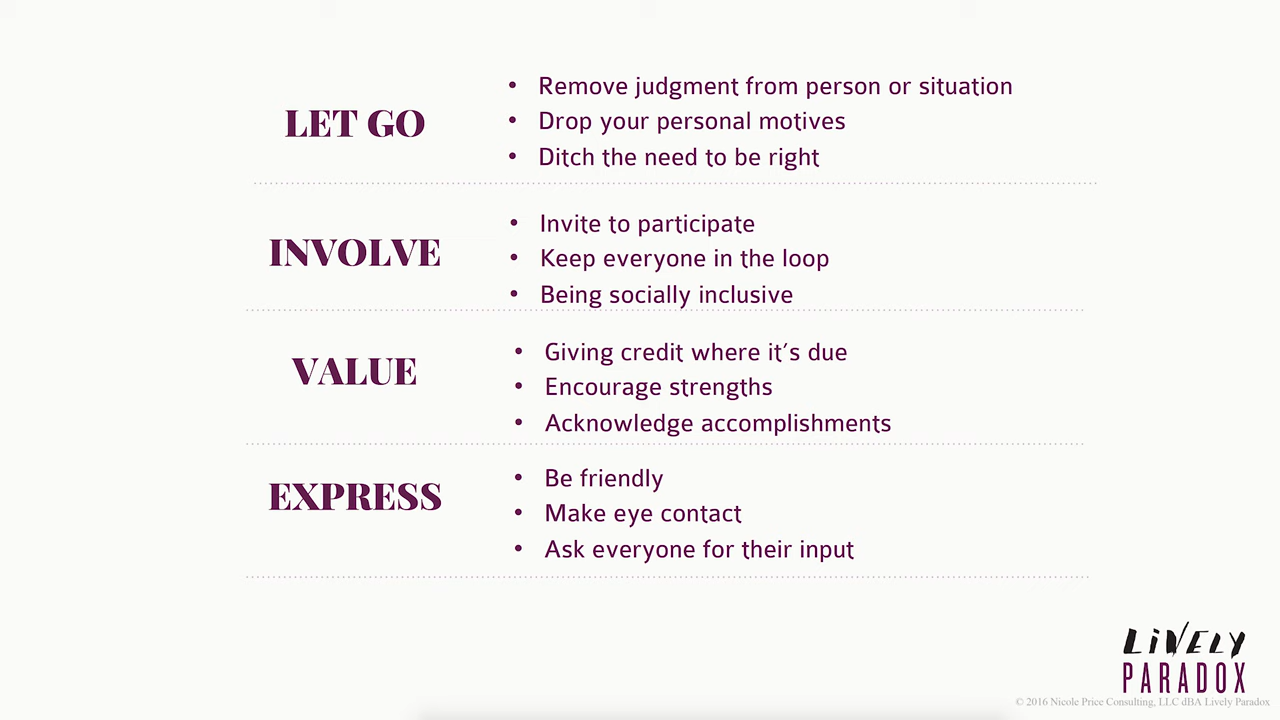 LET GO
• Remove judgment from person or situation
• Drop your personal motives
• Ditch the need to be right
INVOLVE
• Invite to participate
• Keep everyone in the loop
• Being socially inclusive
VALUE
• Giving credit where it's due
• Encourage strengths
• Acknowledge accomplishments
EXPRESS
• Be friendly
• Make eye contact
• Ask everyone for their input
LiVELY
PARADOX
© 2016 Nicole Price Consulting, LLC dBA Lively Paradox